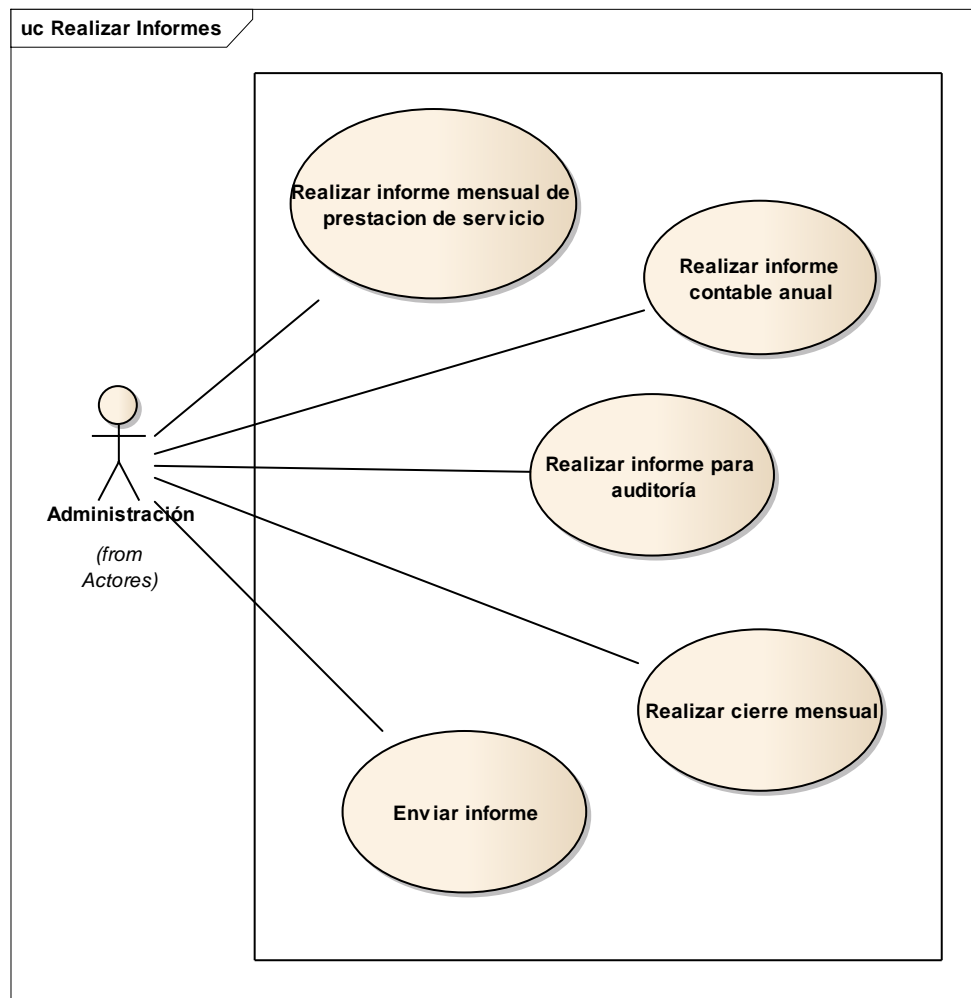 uc Realizar Informes
Realizar informe mensual de
prestacion de servicio
Realizar informe
contable anual
Realizar informe para
auditoría
Administración
(from
Actores)
Realizar cierre mensual
Enviar informe